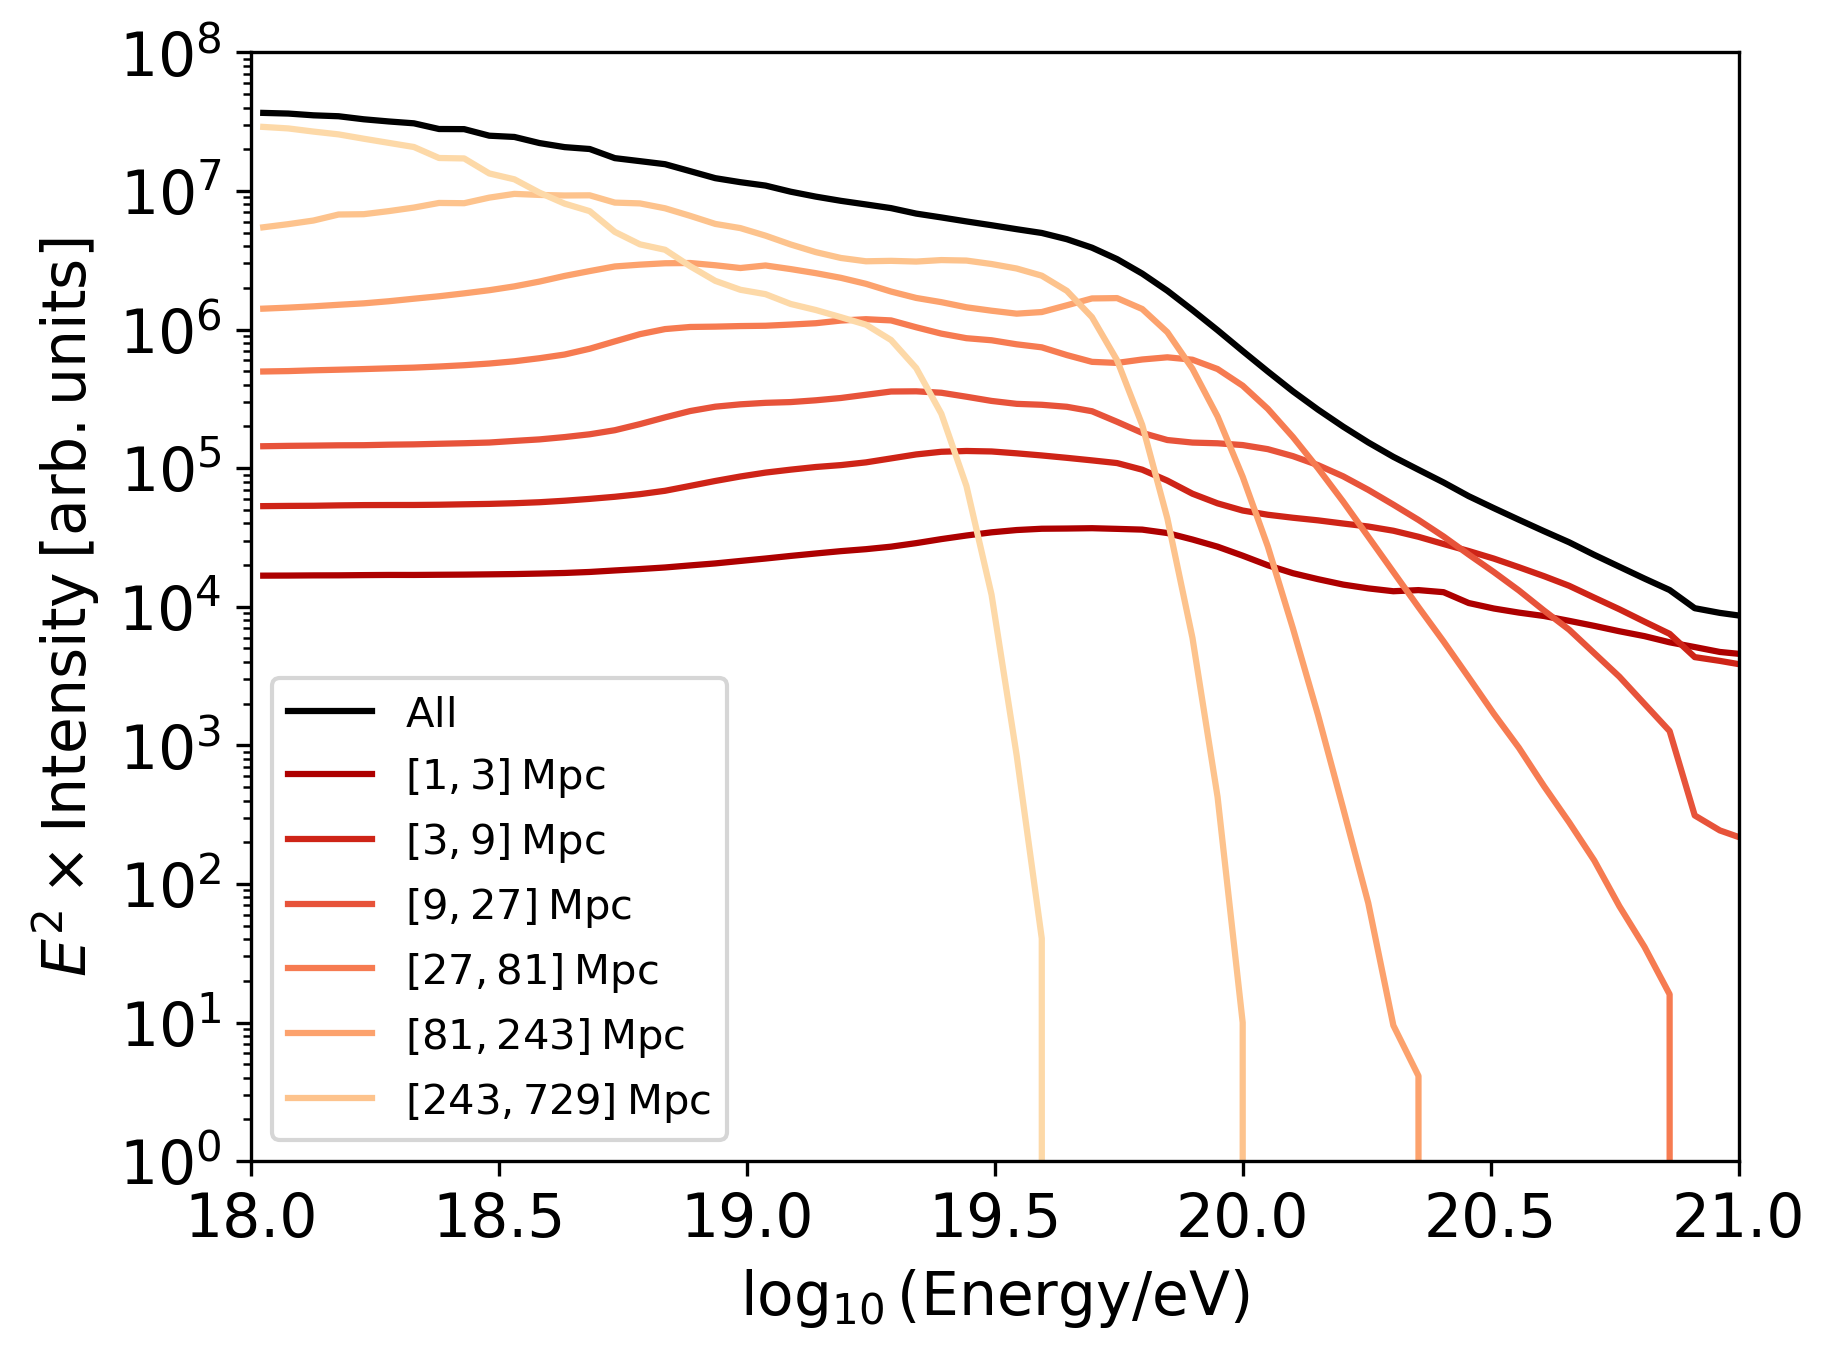 10^8
10^7
10^6
10^5
10^4
10^3
10^2
10^1
10^0
E^2 × Intensity [arb. units]
All
[1, 3] Mpc
[3, 9] Mpc
[9, 27] Mpc
[27, 81] Mpc
[81, 243] Mpc
[243, 729] Mpc
18.0 18.5 19.0 19.5 20.0 20.5 21.0
log_10 (Energy/eV)